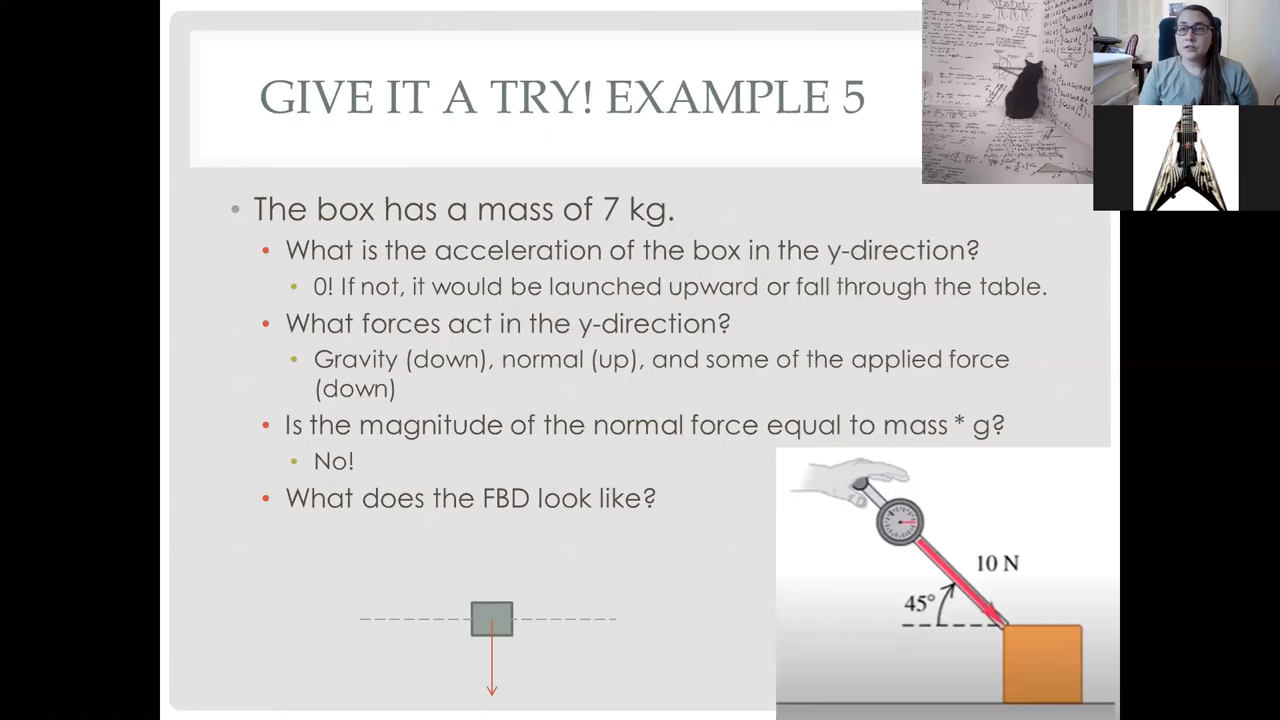 GIVE IT A TRY! EXAMPLE 5
• The box has a mass of 7 kg.
• What is the acceleration of the box in the y-direction?
• 0! If not, it would be launched upward or fall through the table.
• What forces act in the y-direction?
• Gravity (down), normal (up), and some of the applied force
(down)
• Is the magnitude of the normal force equal to mass * g?
• No!
• What does the FBD look like?
10 N
45°